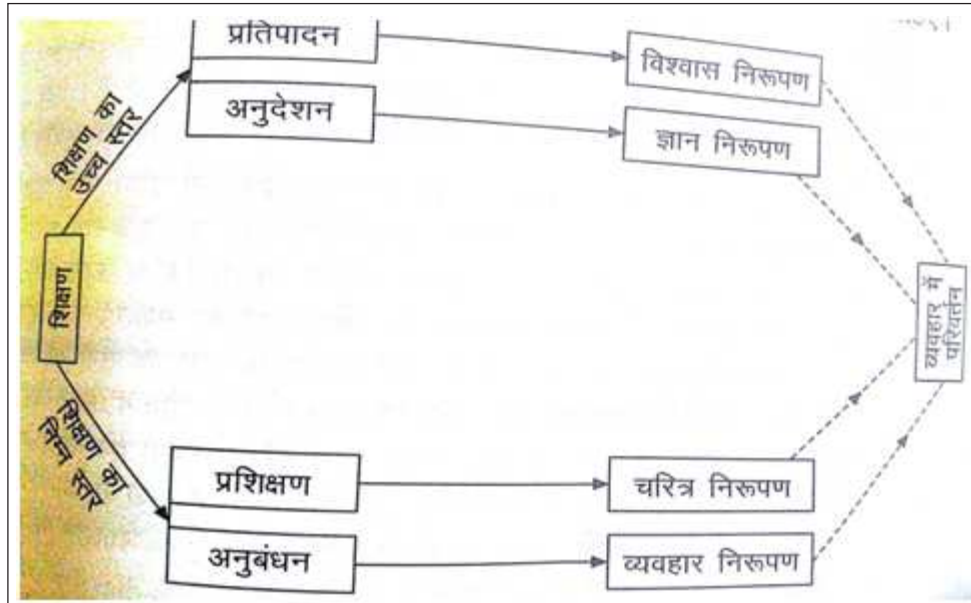 प्रतिपादन
विश्वास निरूपण
अनुदेशन
ज्ञान निरूपण
शिक्षण का
उच्च स्तर
शिक्षण
व्यवहार में
परिवर्तन
शिक्षण का
निम्न स्तर
प्रशिक्षण
चरित्र निरूपण
अनुबंधन
व्यवहार निरूपण